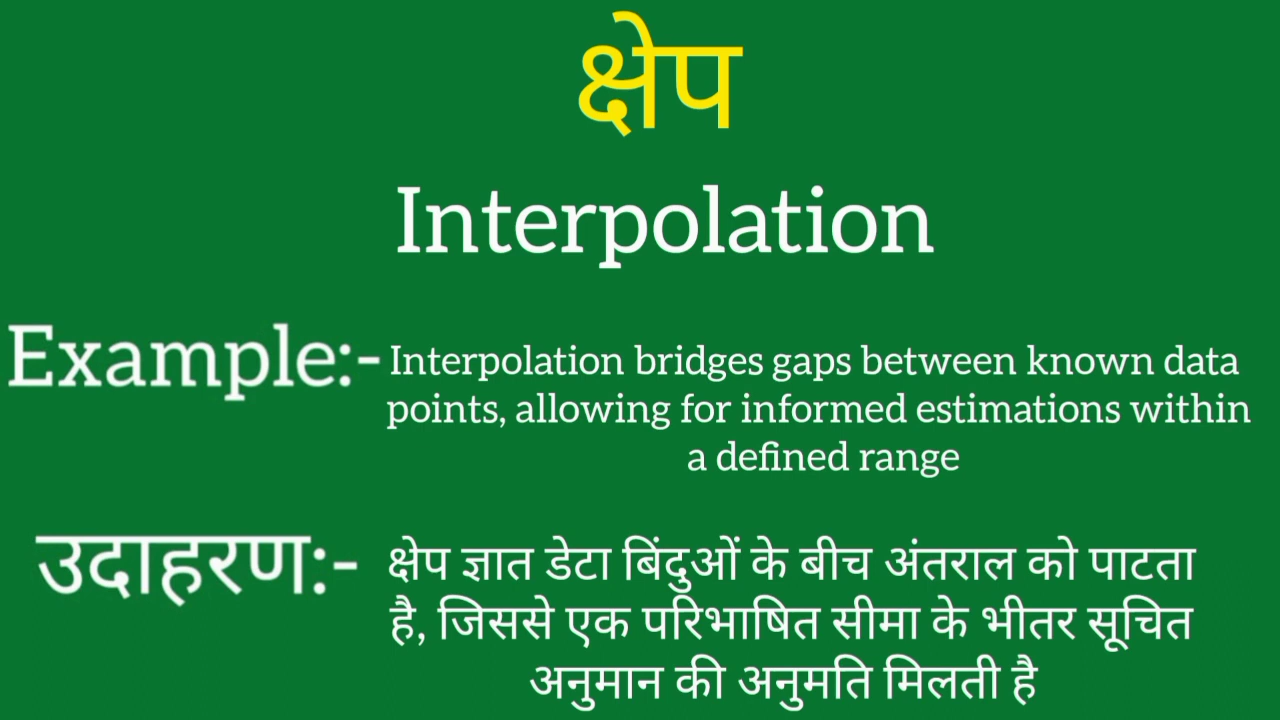 क्षेप
Interpolation
Example:- Interpolation bridges gaps between known data
points, allowing for informed estimations within
a defined range
उदाहरण:- क्षेप ज्ञात डेटा बिंदुओं के बीच अंतराल को पाटता
है, जिससे एक परिभाषित सीमा के भीतर सूचित
अनुमान की अनुमति मिलती है